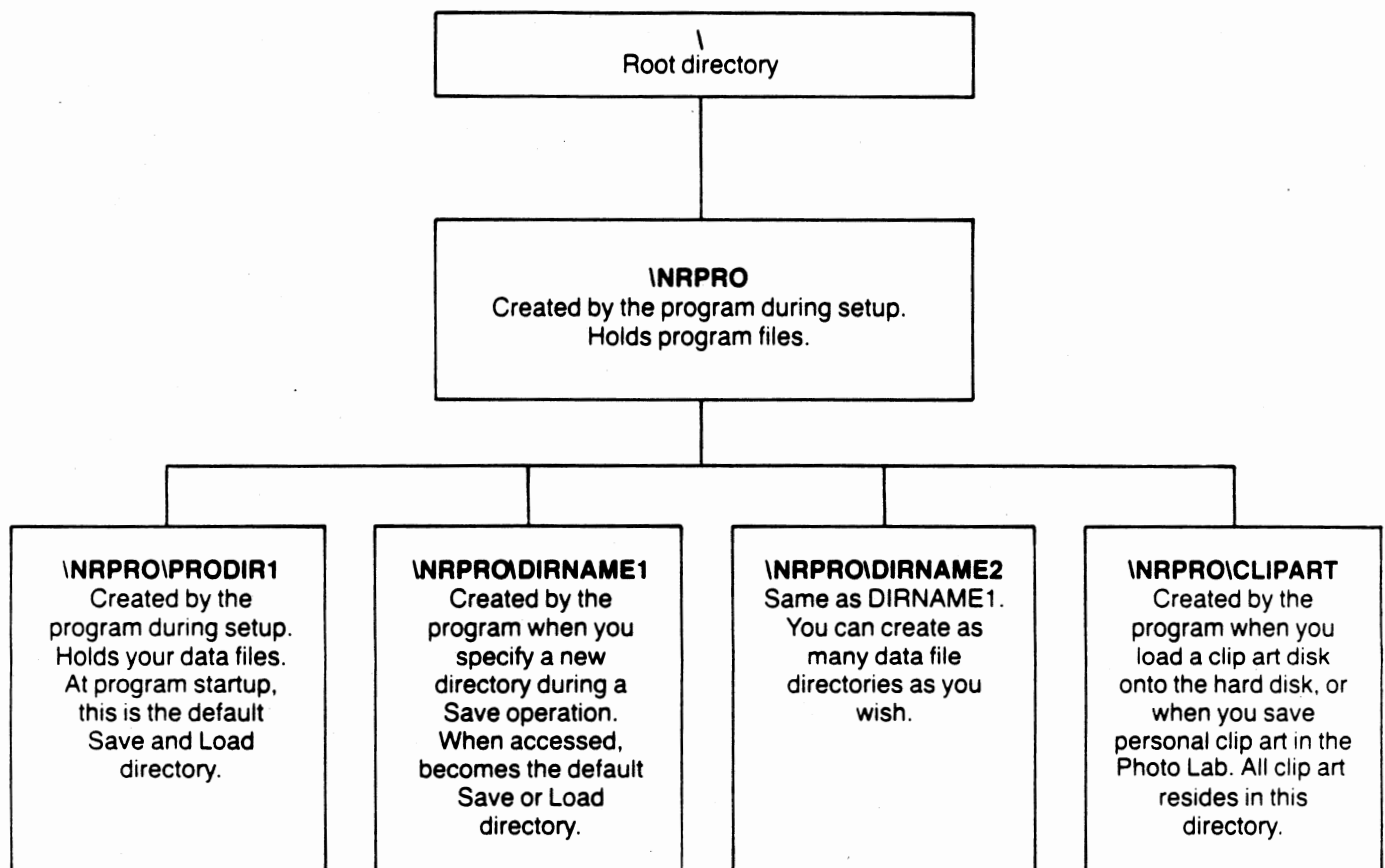 \
Root directory
\NRPRO
Created by the program during setup.
Holds program files.
\NRPRO\PRODIR1
Created by the
program during setup.
Holds your data files.
At program startup,
this is the default
Save and Load
directory.
\NRPRO\DIRNAME1
Created by the
program when you
specify a new
directory during a
Save operation.
When accessed,
becomes the default
Save or Load
directory.
\NRPRO\DIRNAME2
Same as DIRNAME1.
You can create as
many data file
directories as you
wish.
\NRPRO\CLIPART
Created by the
program when you
load a clip art disk
onto the hard disk, or
when you save
personal clip art in the
Photo Lab. All clip art
resides in this
directory.